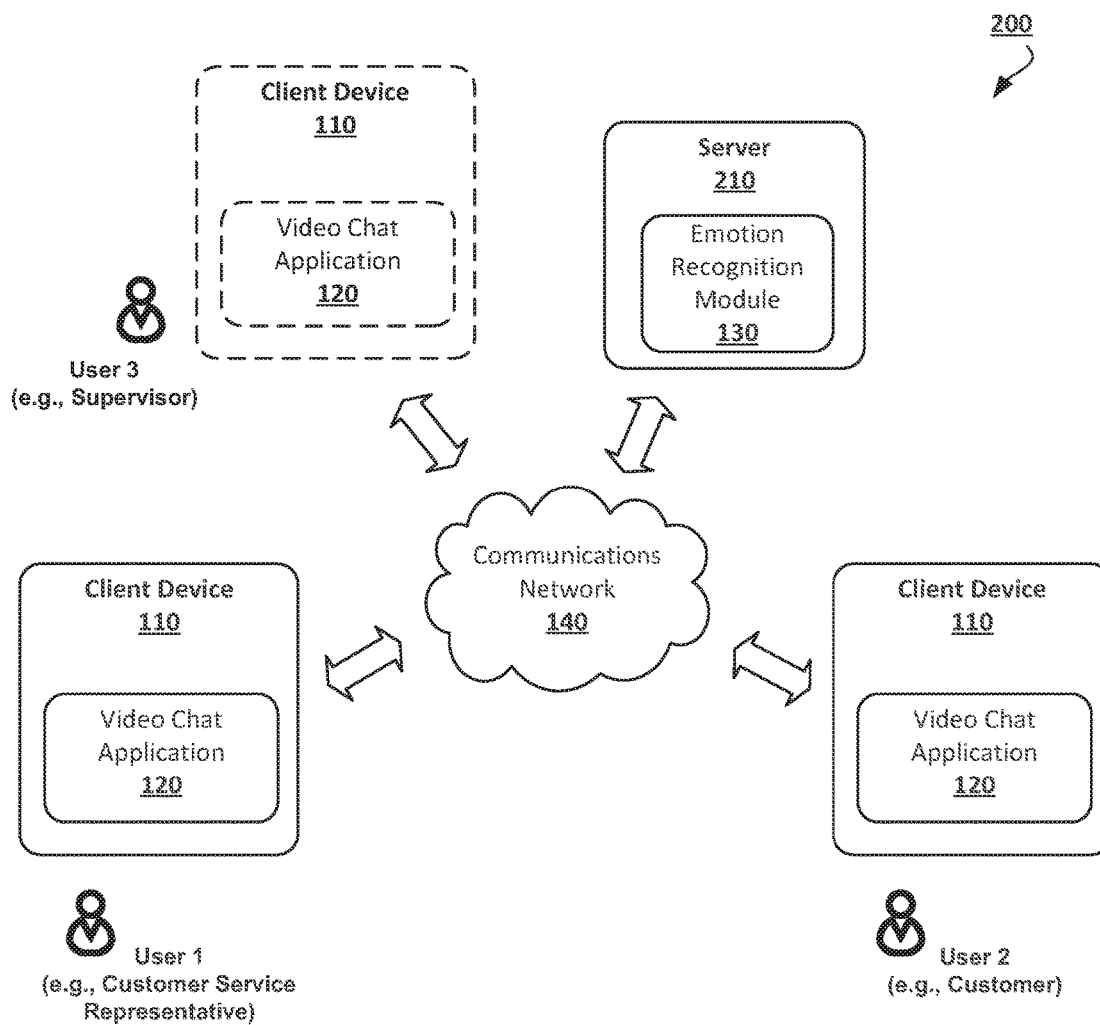 200
Client Device
110
Video Chat
Application
120
User 3
(e.g., Supervisor)
Server
210
Emotion
Recognition
Module
130
Communications
Network
140
Client Device
110
Video Chat
Application
120
User 1
(e.g., Customer Service
Representative)
Client Device
110
Video Chat
Application
120
User 2
(e.g., Customer)